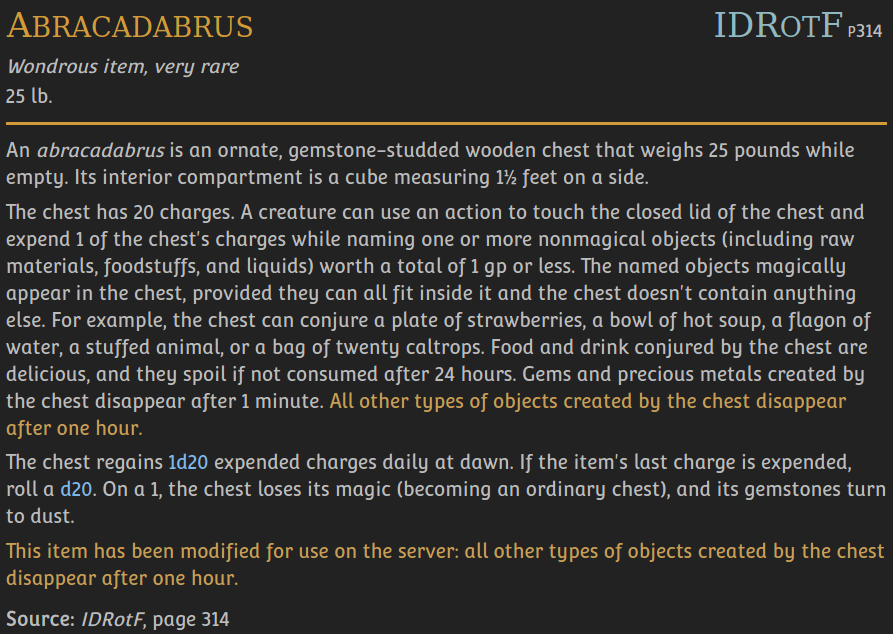 ABRACADABRUS IDROTF P314
Wondrous item, very rare
25 lb.
An abracadabrus is an ornate, gemstone-studded wooden chest that weighs 25 pounds while
empty. Its interior compartment is a cube measuring 1½ feet on a side.
The chest has 20 charges. A creature can use an action to touch the closed lid of the chest and
expend 1 of the chest's charges while naming one or more nonmagical objects (including raw
materials, foodstuffs, and liquids) worth a total of 1 gp or less. The named objects magically
appear in the chest, provided they can all fit inside it and the chest doesn't contain anything
else. For example, the chest can conjure a plate of strawberries, a bowl of hot soup, a flagon of
water, a stuffed animal, or a bag of twenty caltrops. Food and drink conjured by the chest are
delicious, and they spoil if not consumed after 24 hours. Gems and precious metals created by
the chest disappear after 1 minute. All other types of objects created by the chest disappear
after one hour.
The chest regains 1d20 expended charges daily at dawn. If the item's last charge is expended,
roll a d20. On a 1, the chest loses its magic (becoming an ordinary chest), and its gemstones turn
to dust.
This item has been modified for use on the server: all other types of objects created by the chest
disappear after one hour.
Source: IDRotF, page 314